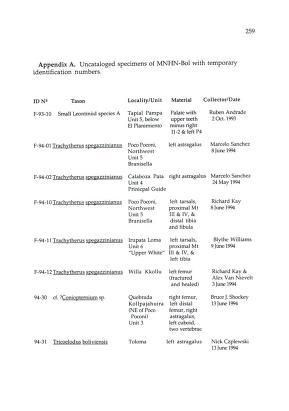 259
Appendix A. Uncataloged specimens of MNHN-Bol with temporary
identification numbers.
ID Nº Taxon Locality/Unit Material Collector/Date
F-93-10 Small Leontiniid species A Tapial Pampa Palate with Ruben Andrade
Unit 5, below upper teeth 2 Oct. 1993
El Planimento minus right
I1-2 & left P4
F-94-01 Trachytherus spegazzinianus Poco Poconi, left astragalus Marcelo Sanchez
Northwest 8 June 1994
Unit 5
Branisella
F-94-02 Trachytherus spegazzinianus Calaboza Pata right astragalus Marcelo Sanchez
Unit 4 24 May 1994
Principal Guide
F-94-10 Trachytherus spegazzinianus Poco Poconi, left tarsals, Richard Kay
Northwest proximal Mt 8 June 1994
Unit 5 III & IV, &
Branisella distal tibia
and fibula
F-94-11 Trachytherus spegazzinianus Irupata Loma left tarsals, Blythe Williams
Unit 6 proximal Mt 9 June 1994
"Upper White" III & IV, &
left tibia
F-94-12 Trachytherus spegazzinianus Willa Kkollu left femur Richard Kay &
(fractured Alex Van Nievelt
and healed) 3 June 1994
94-30 cf. ?Coniopternium sp. Quebrada right femur, Bruce J. Shockey
Kollpajahuira left distal 13 June 1994
(NE of Poco femur, right
Poconi) astragalus,
Unit 3 left cuboid,
two vertebrae
94-31 Tricoelodus boliviensis Toloma left astragalus Nick Czaplewski
13 June 1994